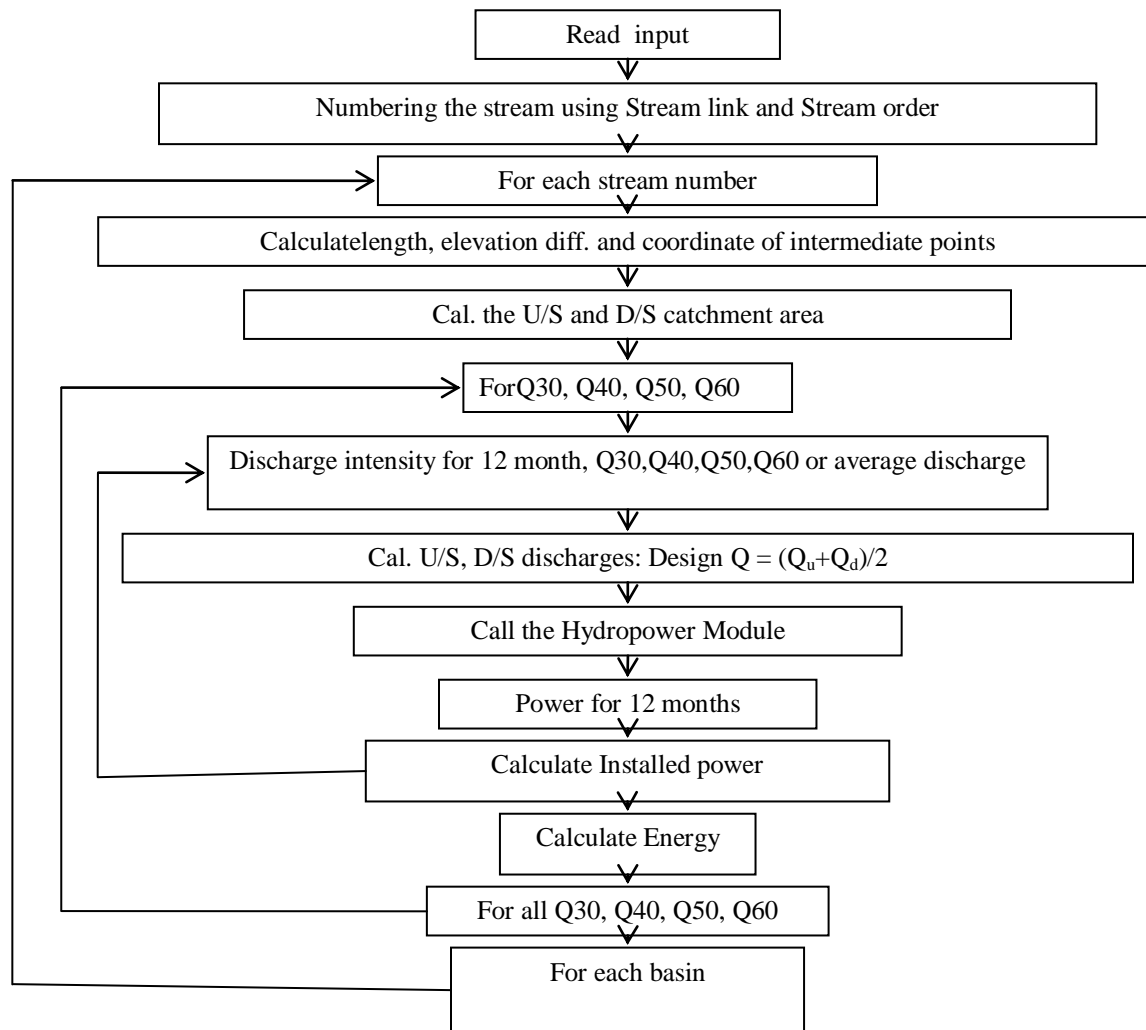 Read input
Numbering the stream using Stream link and Stream order
For each stream number
Calculatelength, elevation diff. and coordinate of intermediate points
Cal. the U/S and D/S catchment area
ForQ30, Q40, Q50, Q60
Discharge intensity for 12 month, Q30,Q40,Q50,Q60 or average discharge
Cal. U/S, D/S discharges: Design Q = (Qu+Qd)/2
Call the Hydropower Module
Power for 12 months
Calculate Installed power
Calculate Energy
For all Q30, Q40, Q50, Q60
For each basin